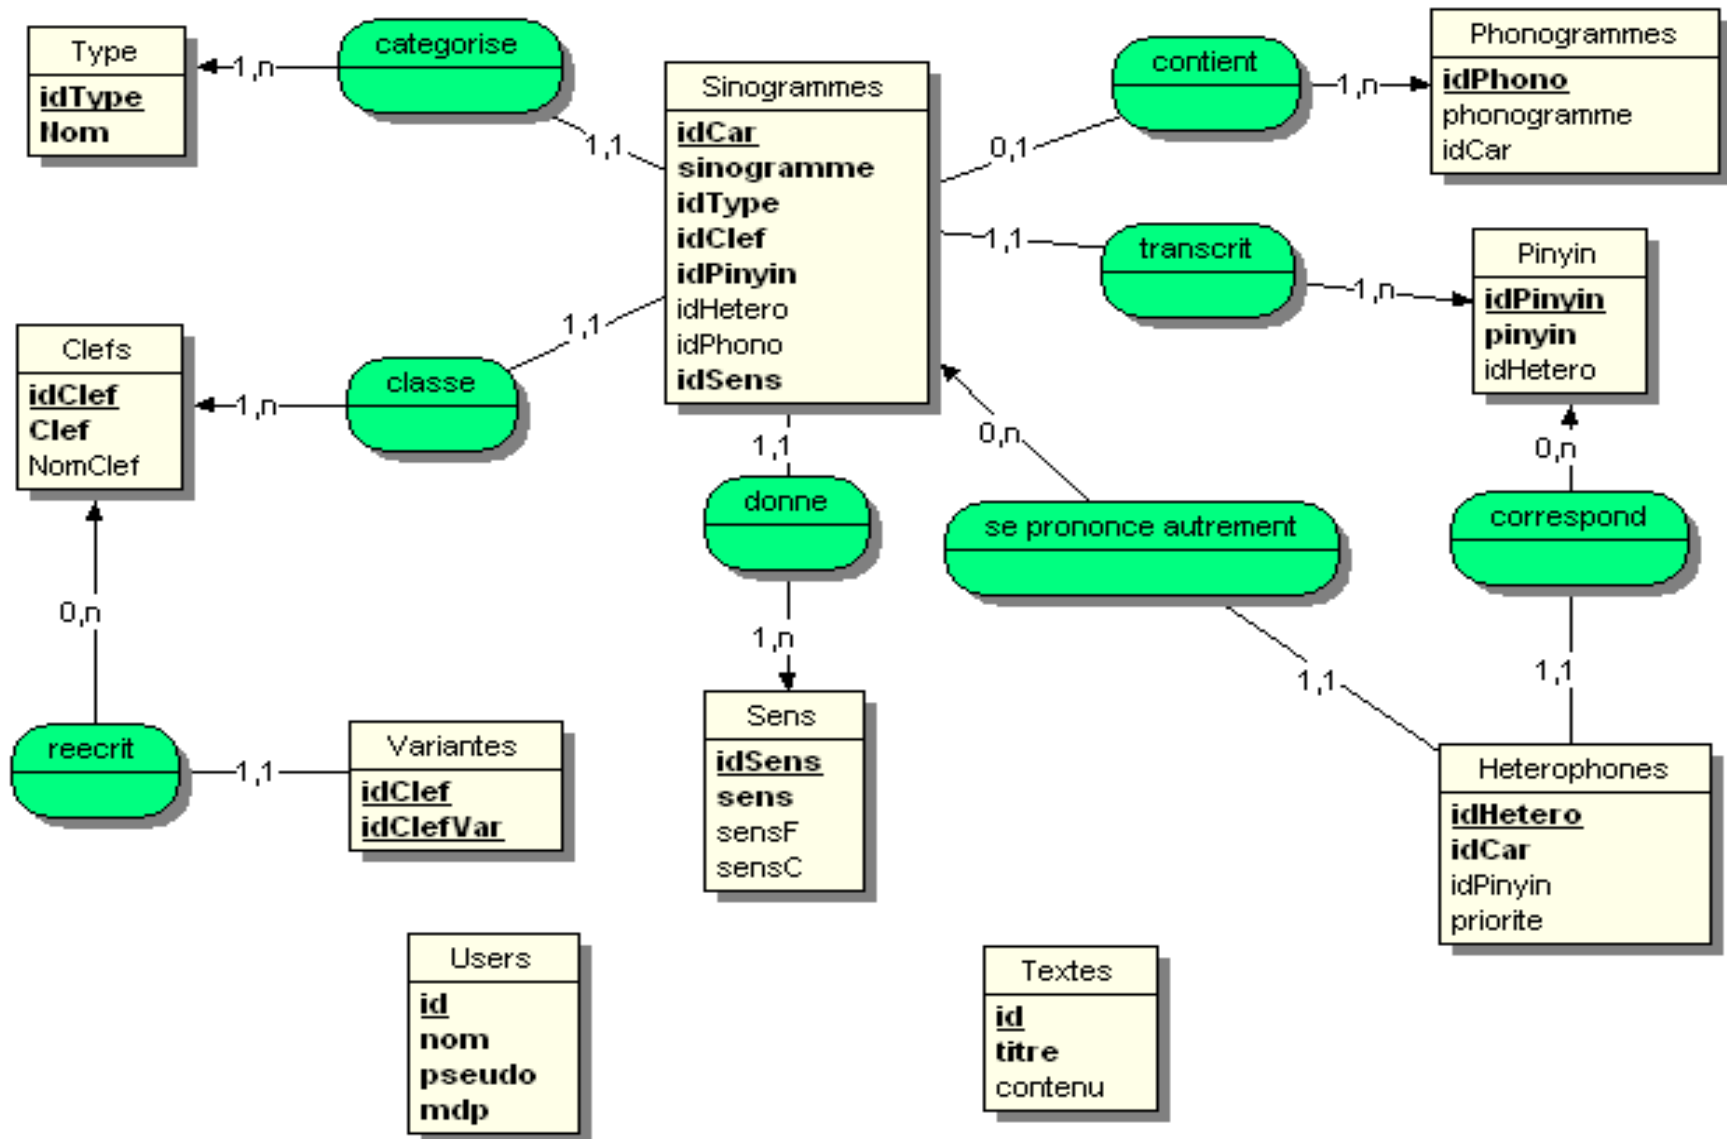 Type
idType
Nom
1,n
categorise
1,1
Sinogrammes
idCar
sinogramme
idType
idClef
idPinyin
idHetero
idPhono
idSens
0,1
contient
1,n
Phonogrammes
idPhono
phonogramme
idCar
1,1
transcrit
1,n
Pinyin
idPinyin
pinyin
idHetero
Clefs
idClef
Clef
NomClef
1,n
classe
1,1
1,1
donne
1,n
0,n
se prononce autrement
1,1
0,n
correspond
1,1
0,n
reecrit
1,1
Variantes
idClef
idClefVar
Sens
idSens
sens
sensF
sensC
Heterophones
idHetero
idCar
idPinyin
priorite
Users
id
nom
pseudo
mdp
Textes
id
titre
contenu